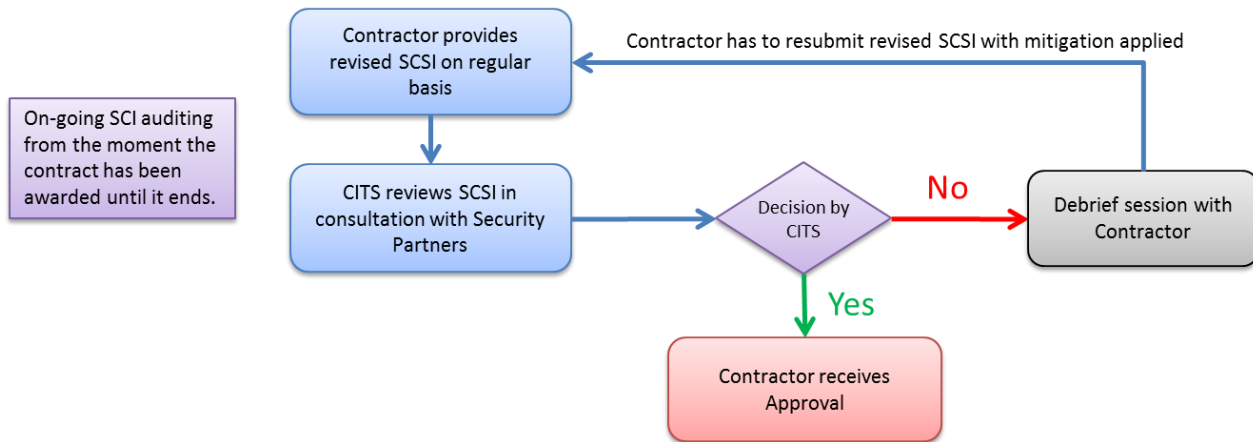 Contractor provides
revised SCSI on regular
basis
Contractor has to resubmit revised SCSI with mitigation applied
On-going SCI auditing
from the moment the
contract has been
awarded until it ends.
CITS reviews SCSI in
consultation with Security
Partners
Decision by
CITS
No
Debrief session with
Contractor
Yes
Contractor receives
Approval